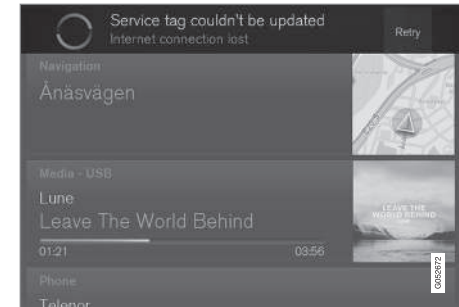 Service tag couldn't be updated
Internet connection lost
Retry
Navigation
Ånäsvägen
Media - USB
Lune
Leave The World Behind
01:21
03:56
LEAVE THE
WORLD BEHIND
Phone
Telenor
G052672